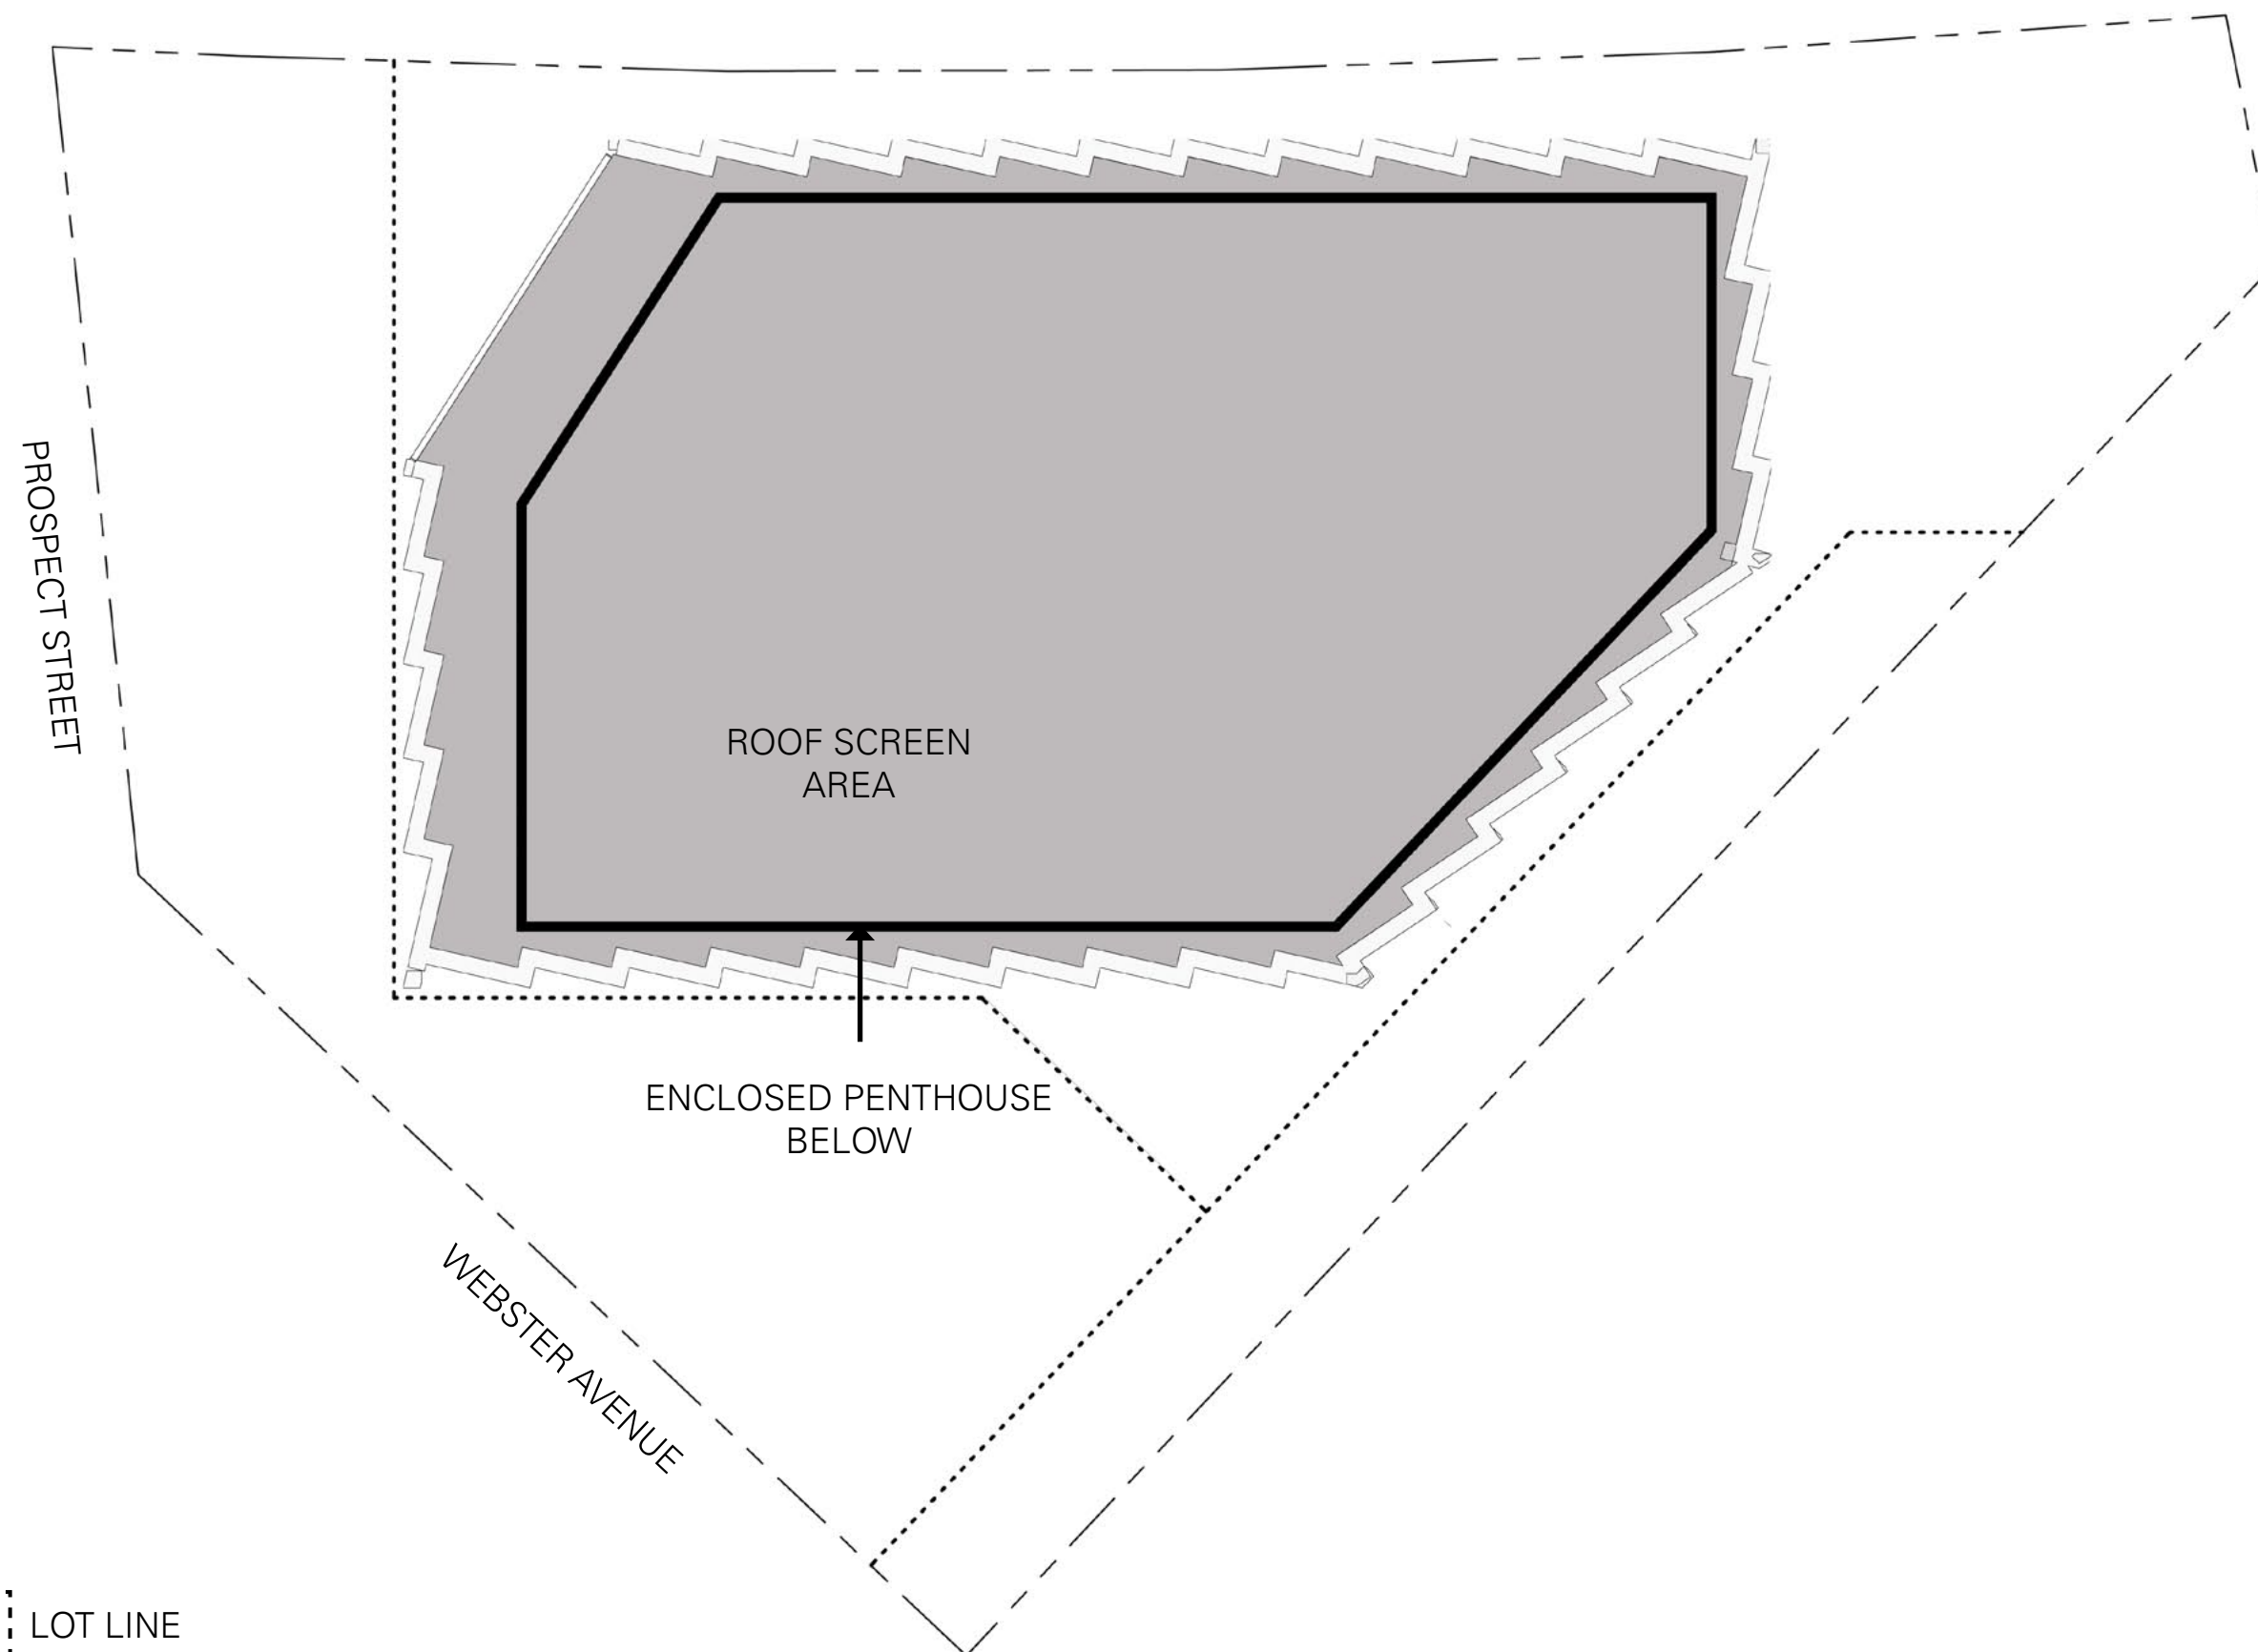 PROSPECT STREET
ROOF SCREEN
AREA
ENCLOSED PENTHOUSE
BELOW
WEBSTER AVENUE
LOT LINE